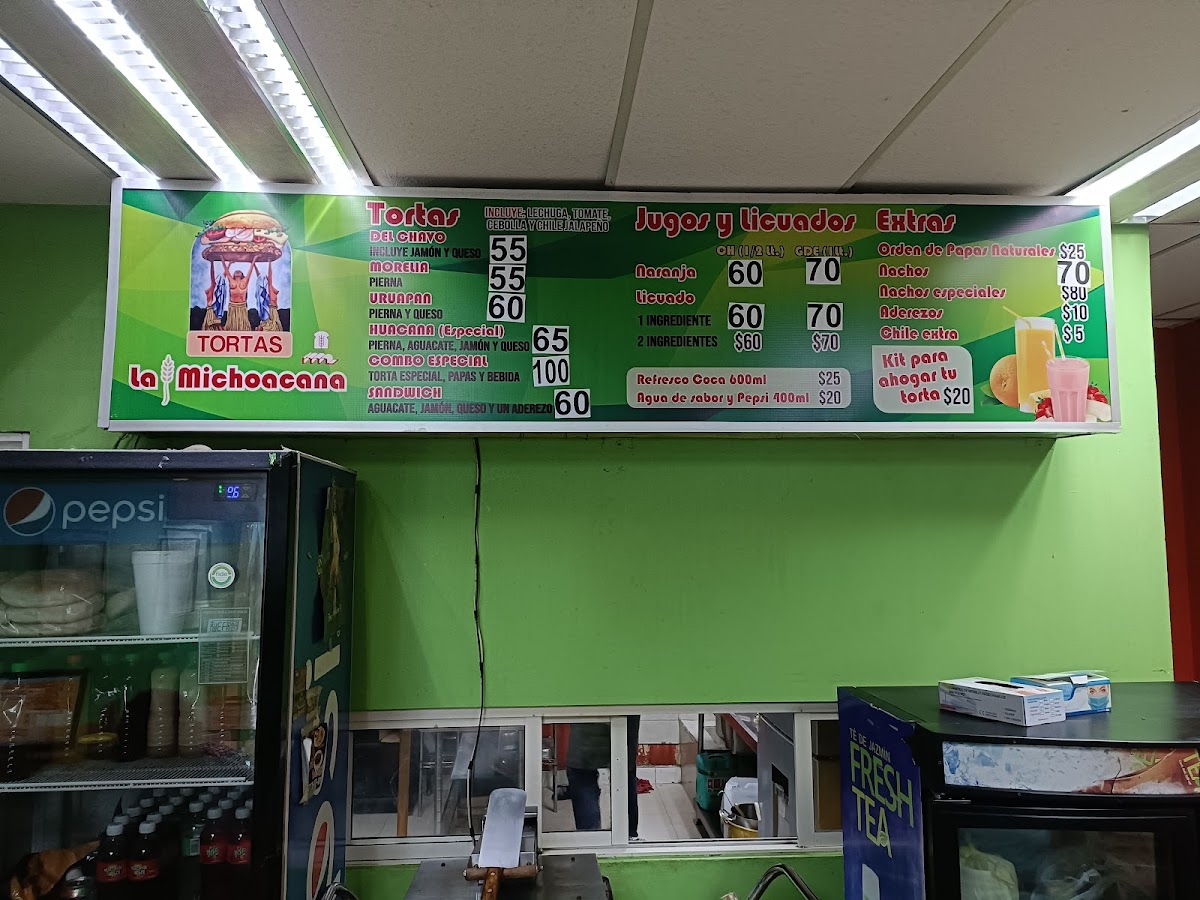 TORTAS
La Michoacana
Tortas
INCLUYE: LECHUGA, TOMATE,
CEBOLLA Y CHILE JALAPEÑO
DEL CHAVO
INCLUYE JAMÓN Y QUESO 55
MORELIA
PIERNA 55
URUAPAN
PIERNA Y QUESO 60
HUACANA (Especial)
PIERNA, AGUACATE, JAMÓN Y QUESO 65
COMBO ESPECIAL
TORTA ESPECIAL, PAPAS Y BEBIDA 100
SANDWICH
AGUACATE, JAMÓN, QUESO Y UN ADEREZO 60
Jugos y Licuados
CH (1/2 Lt.) GDE (1Lt.)
Naranja 60 70
Licuado
1 INGREDIENTE 60 70
2 INGREDIENTES $60 $70
Refresco Coca 600ml $25
Agua de sabor y Pepsi 400ml $20
Extras
Orden de Papas Naturales $25
Nachos 70
Nachos especiales $80
Aderezos $10
Chile extra $5
Kit para
ahogar tu
torta $20
pepsi
TÉ DE JAZMÍN
FRESH
TEA